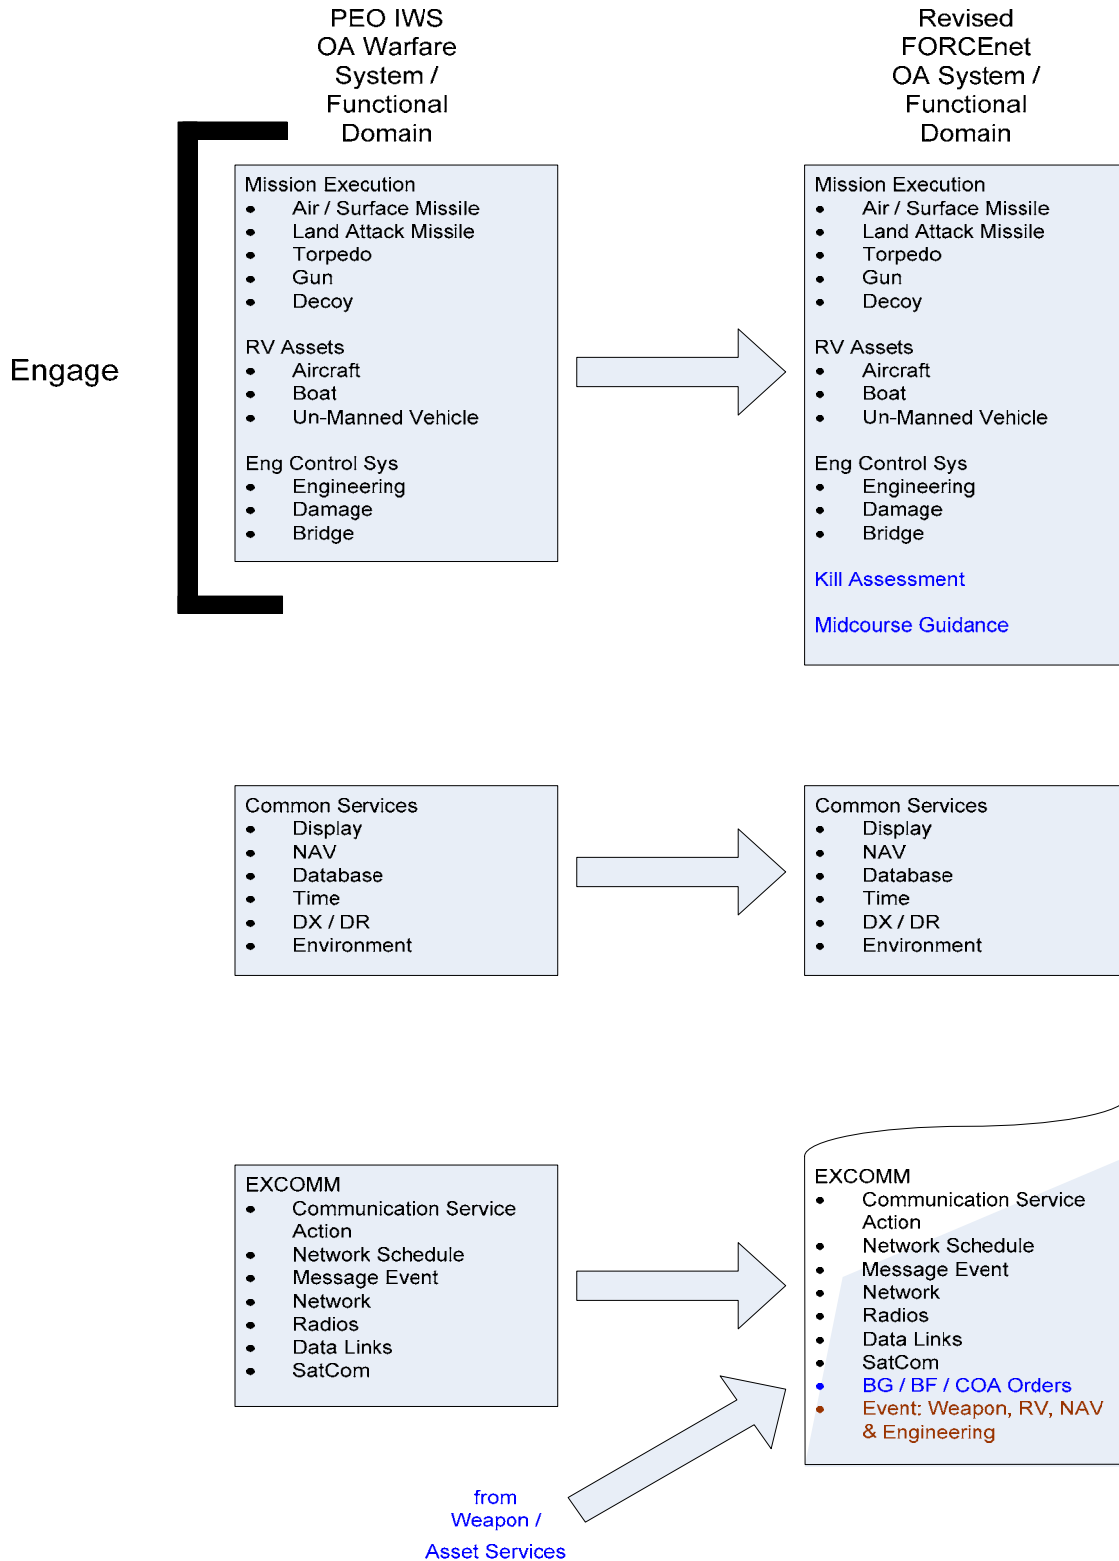 PEO IWS
OA Warfare
System /
Functional
Domain
Revised
FORCEnet
OA System /
Functional
Domain
Engage
Mission Execution
• Air / Surface Missile
• Land Attack Missile
• Torpedo
• Gun
• Decoy
RV Assets
• Aircraft
• Boat
• Un-Manned Vehicle
Eng Control Sys
• Engineering
• Damage
• Bridge
Mission Execution
• Air / Surface Missile
• Land Attack Missile
• Torpedo
• Gun
• Decoy
RV Assets
• Aircraft
• Boat
• Un-Manned Vehicle
Eng Control Sys
• Engineering
• Damage
• Bridge
Kill Assessment
Midcourse Guidance
Common Services
• Display
• NAV
• Database
• Time
• DX / DR
• Environment
Common Services
• Display
• NAV
• Database
• Time
• DX / DR
• Environment
EXCOMM
• Communication Service
Action
• Network Schedule
• Message Event
• Network
• Radios
• Data Links
• SatCom
EXCOMM
• Communication Service
Action
• Network Schedule
• Message Event
• Network
• Radios
• Data Links
• SatCom
• BG / BF / COA Orders
• Event: Weapon, RV, NAV
& Engineering
from
Weapon /
Asset Services